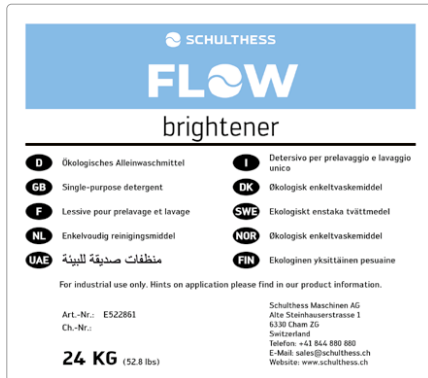 SCHULTHESS
FLOW
brightener
D Ökologisches Alleinwaschmittel
GB Single-purpose detergent
F Lessive pour prelavage et lavage
NL Enkelvoudig reinigingsmiddel
UAE منظفات صديقة للبيئة
I Detersivo per prelavaggio e lavaggio
unico
DK Økologisk enkeltvaskemiddel
SWE Ekologiskt enstaka tvättmedel
NOR Økologisk enkeltvaskemiddel
FIN Ekologinen yksittäinen pesuaine
For industrial use only. Hints on application please find in our product information.
Art.-Nr.: E522861
Ch.-Nr.:
24 KG (52.8 lbs)
Schulthess Maschinen AG
Alte Steinhauserstrasse 1
6330 Cham ZG
Switzerland
Telefon: +41 844 880 880
E-Mail: sales@schulthess.ch
Website: www.schulthess.ch